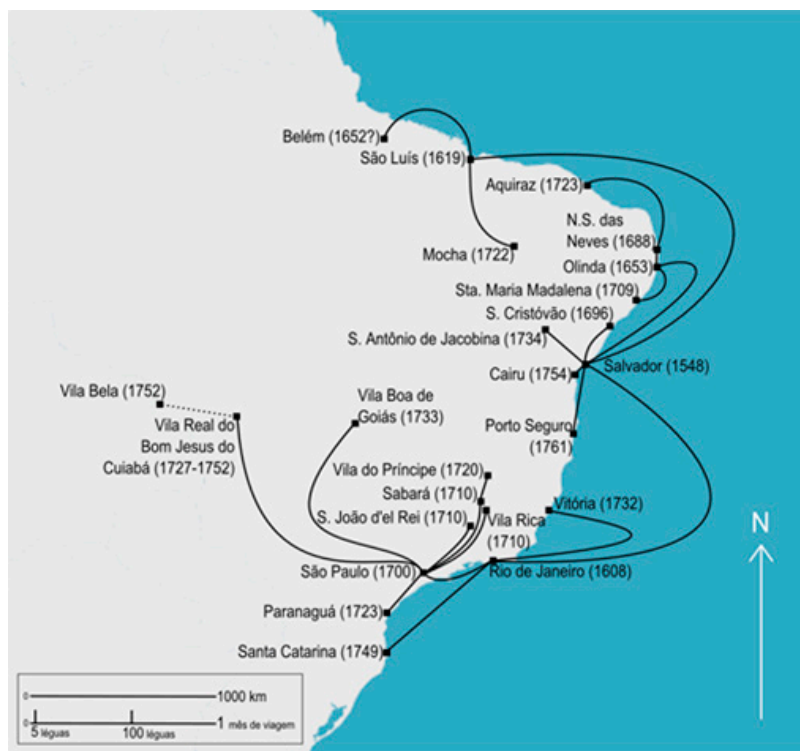 Belém (1652?)
São Luís (1619)
Aquiraz (1723)
N.S. das
Neves (1688)
Mocha (1722)
Olinda (1653)
Sta. Maria Madalena (1709)
S. Cristóvão (1696)
S. Antônio de Jacobina
(1734)
Salvador (1548)
Cairu (1754)
Vila Bela (1752)
Vila Boa de
Goiás (1733)
Vila Real do
Bom Jesus do
Cuiabá (1727-1752)
Porto Seguro
(1761)
Vila do Príncipe (1720)
Sabará (1710)
Vitória (1732)
S. João d'el Rei (1710)
Vila Rica
(1710)
São Paulo (1700)
Rio de Janeiro (1608)
Paranaguá (1723)
Santa Catarina (1749)
N
0 1000 km
0 1 mês de viagem
5 léguas 100 léguas